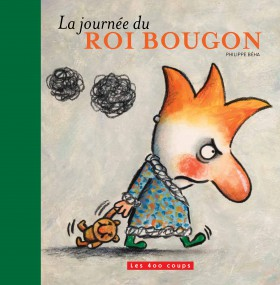 La journée du
ROI BOUGON
PHILIPPE BÉHA
Les 400 coups